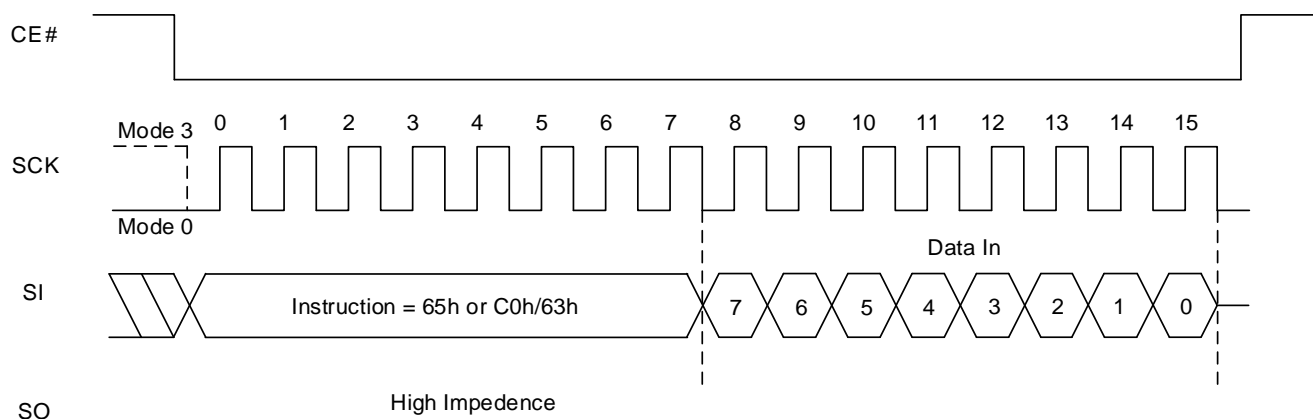 CE#
Mode 3
0 1 2 3 4 5 6 7 8 9 10 11 12 13 14 15
SCK
Mode 0
Data In
SI
Instruction = 65h or C0h/63h
7 6 5 4 3 2 1 0
High Impedence
SO